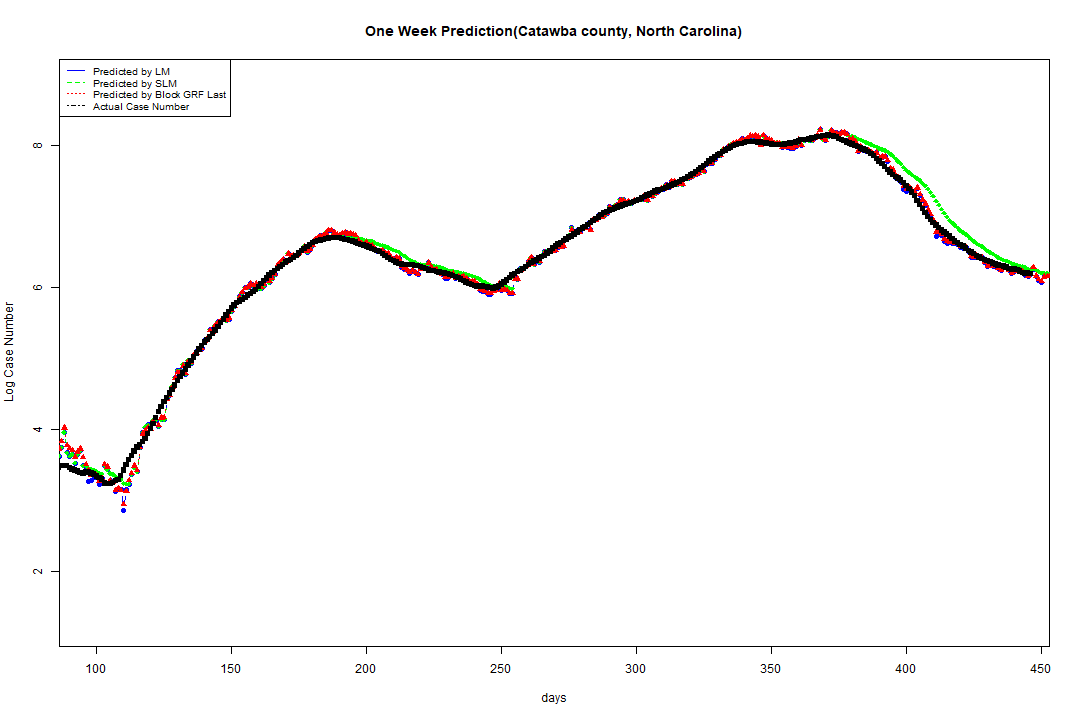 One Week Prediction(Catawba county, North Carolina)
Predicted by LM
Predicted by SLM
Predicted by Block GRF Last
Actual Case Number
Log Case Number
8
6
4
2
100 150 200 250 300 350 400 450
days